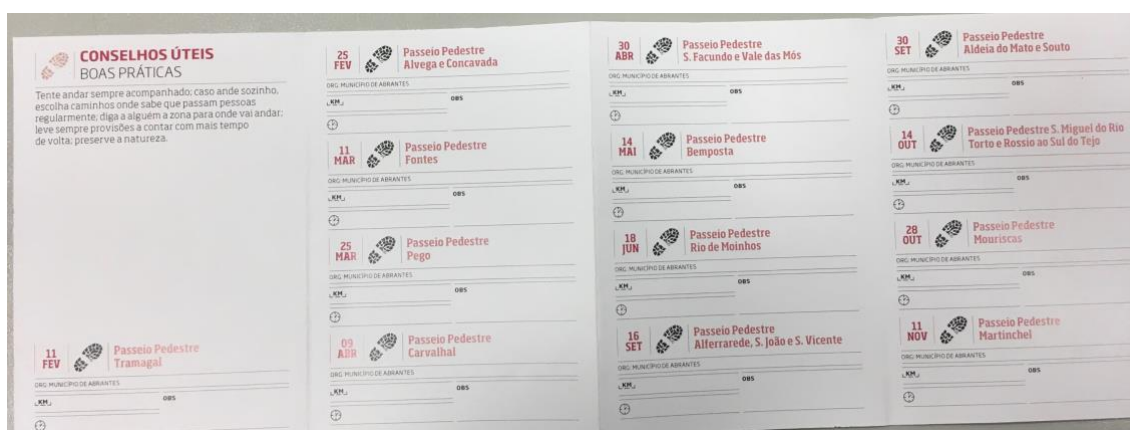 CONSELHOS ÚTEIS
BOAS PRÁTICAS
Tente andar sempre acompanhado; caso ande sozinho,
escolha caminhos onde sabe que passam pessoas
regularmente; diga a alguém a zona para onde vai andar;
leve sempre provisões a contar com mais tempo
de volta; preserve a natureza.
11
FEV
Passeio Pedestre
Tramagal
ORG. MUNICÍPIO DE ABRANTES
KM
OBS
25
FEV
Passeio Pedestre
Alvega e Concavada
ORG. MUNICÍPIO DE ABRANTES
KM
OBS
11
MAR
Passeio Pedestre
Fontes
ORG. MUNICÍPIO DE ABRANTES
KM
OBS
25
MAR
Passeio Pedestre
Pego
ORG. MUNICÍPIO DE ABRANTES
KM
OBS
09
ABR
Passeio Pedestre
Carvalhal
ORG. MUNICÍPIO DE ABRANTES
KM
OBS
30
ABR
Passeio Pedestre
S. Facundo e Vale das Mós
ORG. MUNICÍPIO DE ABRANTES
KM
OBS
14
MAI
Passeio Pedestre
Bemposta
ORG. MUNICÍPIO DE ABRANTES
KM
OBS
18
JUN
Passeio Pedestre
Rio de Moinhos
ORG. MUNICÍPIO DE ABRANTES
KM
OBS
16
SET
Passeio Pedestre
Alferrarede, S. João e S. Vicente
ORG. MUNICÍPIO DE ABRANTES
KM
OBS
30
SET
Passeio Pedestre
Aldeia do Mato e Souto
ORG. MUNICÍPIO DE ABRANTES
KM
OBS
14
OUT
Passeio Pedestre S. Miguel do Rio
Torto e Rossio ao Sul do Tejo
ORG. MUNICÍPIO DE ABRANTES
KM
OBS
28
OUT
Passeio Pedestre
Mouriscas
ORG. MUNICÍPIO DE ABRANTES
KM
OBS
11
NOV
Passeio Pedestre
Martinchel
ORG. MUNICÍPIO DE ABRANTES
KM
OBS